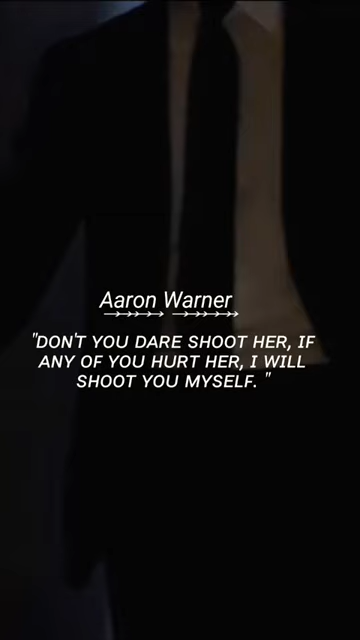 Aaron Warner
"DON'T YOU DARE SHOOT HER, IF
ANY OF YOU HURT HER, I WILL
SHOOT YOU MYSELF. "